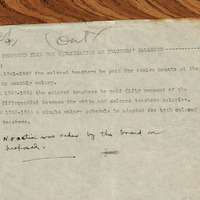 (Out)
PROPOSED PLAN FOR EQUALIZATION OF TEACHERS' SALARIES
1941-1942 the colored teachers be paid for twelve months at the
monthly salary.
1942-1943 the colored teachers be paid fifty percent of the
differential between the white and colored teachers salaries.
1943-1944 a single salary schedule be adopted for both colored
teachers.
No action was taken by the board on